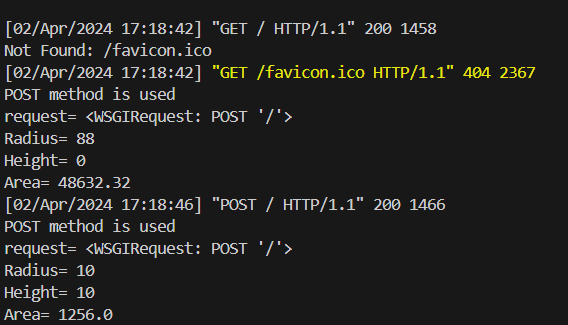 [02/Apr/2024 17:18:42] "GET / HTTP/1.1" 200 1458
Not Found: /favicon.ico
[02/Apr/2024 17:18:42] "GET /favicon.ico HTTP/1.1" 404 2367
POST method is used
request= <WSGIRequest: POST '/'>
Radius= 88
Height= 0
Area= 48632.32
[02/Apr/2024 17:18:46] "POST / HTTP/1.1" 200 1466
POST method is used
request= <WSGIRequest: POST '/'>
Radius= 10
Height= 10
Area= 1256.0